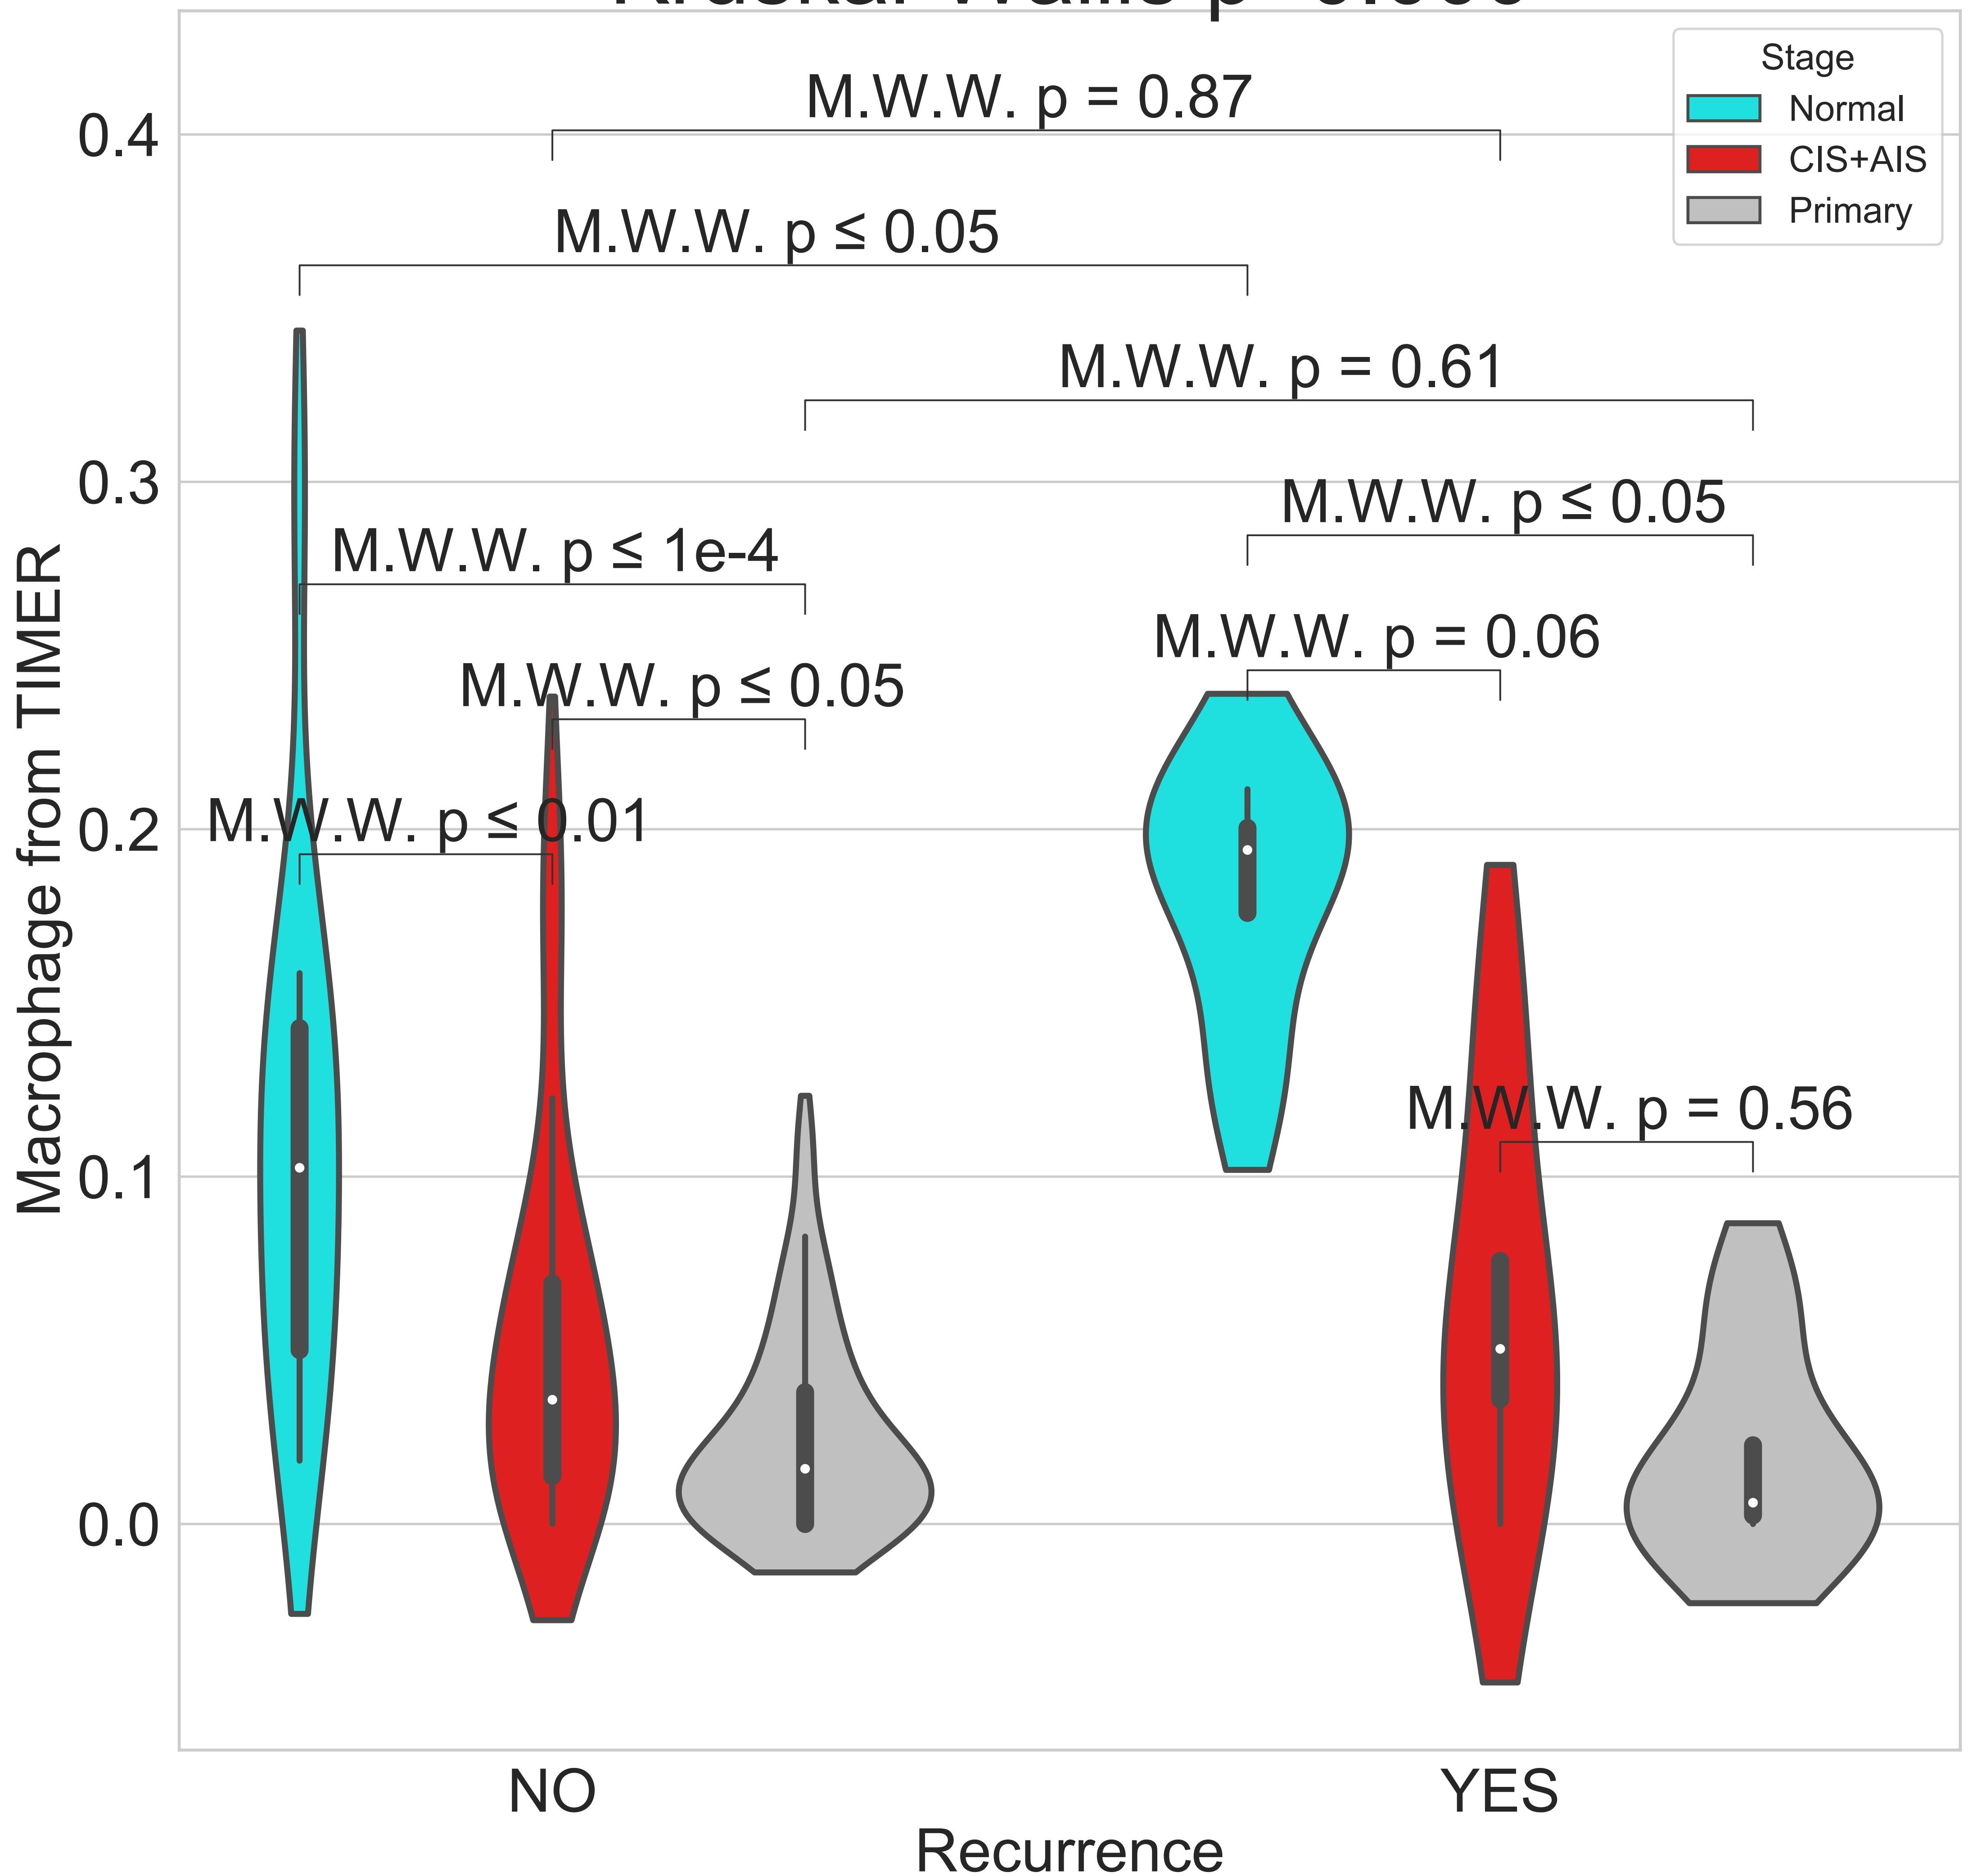 Stage
Normal
CIS+AIS
Primary
M.W.W. p = 0.87
M.W.W. p ≤ 0.05
M.W.W. p = 0.61
M.W.W. p ≤ 0.05
M.W.W. p ≤ 1e-4
M.W.W. p = 0.06
M.W.W. p ≤ 0.05
M.W.W. p ≤ 0.01
M.W.W. p = 0.56
Macrophage from TIMER
0.4
0.3
0.2
0.1
0.0
NO
YES
Recurrence